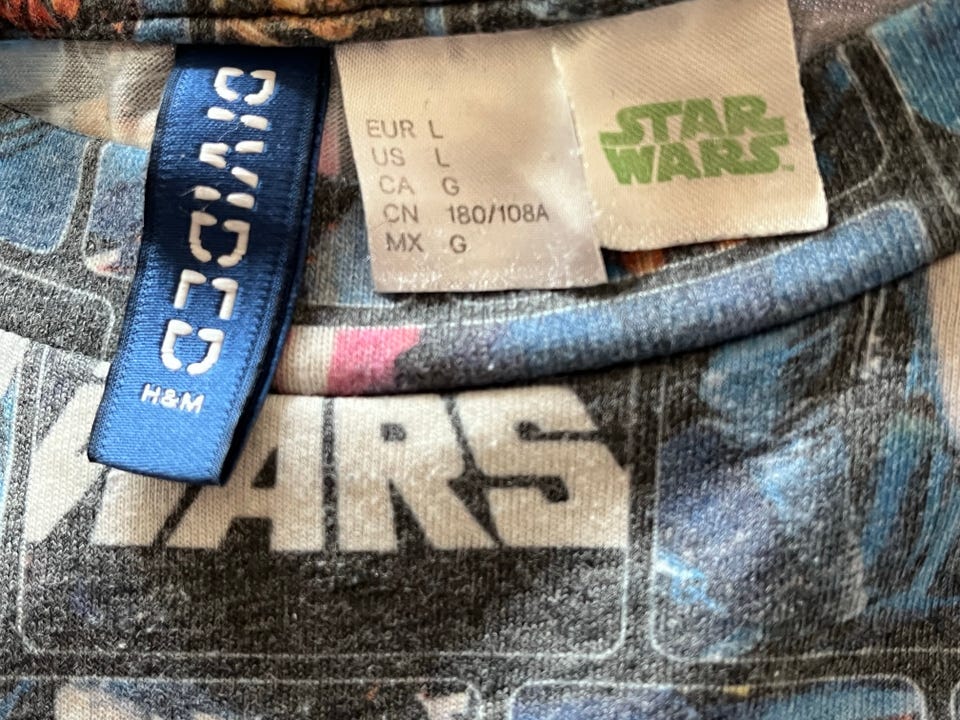 DIVIDED
H&M
EUR L
US L
CA G
CN 180/108A
MX G
STAR
WARS
WARS